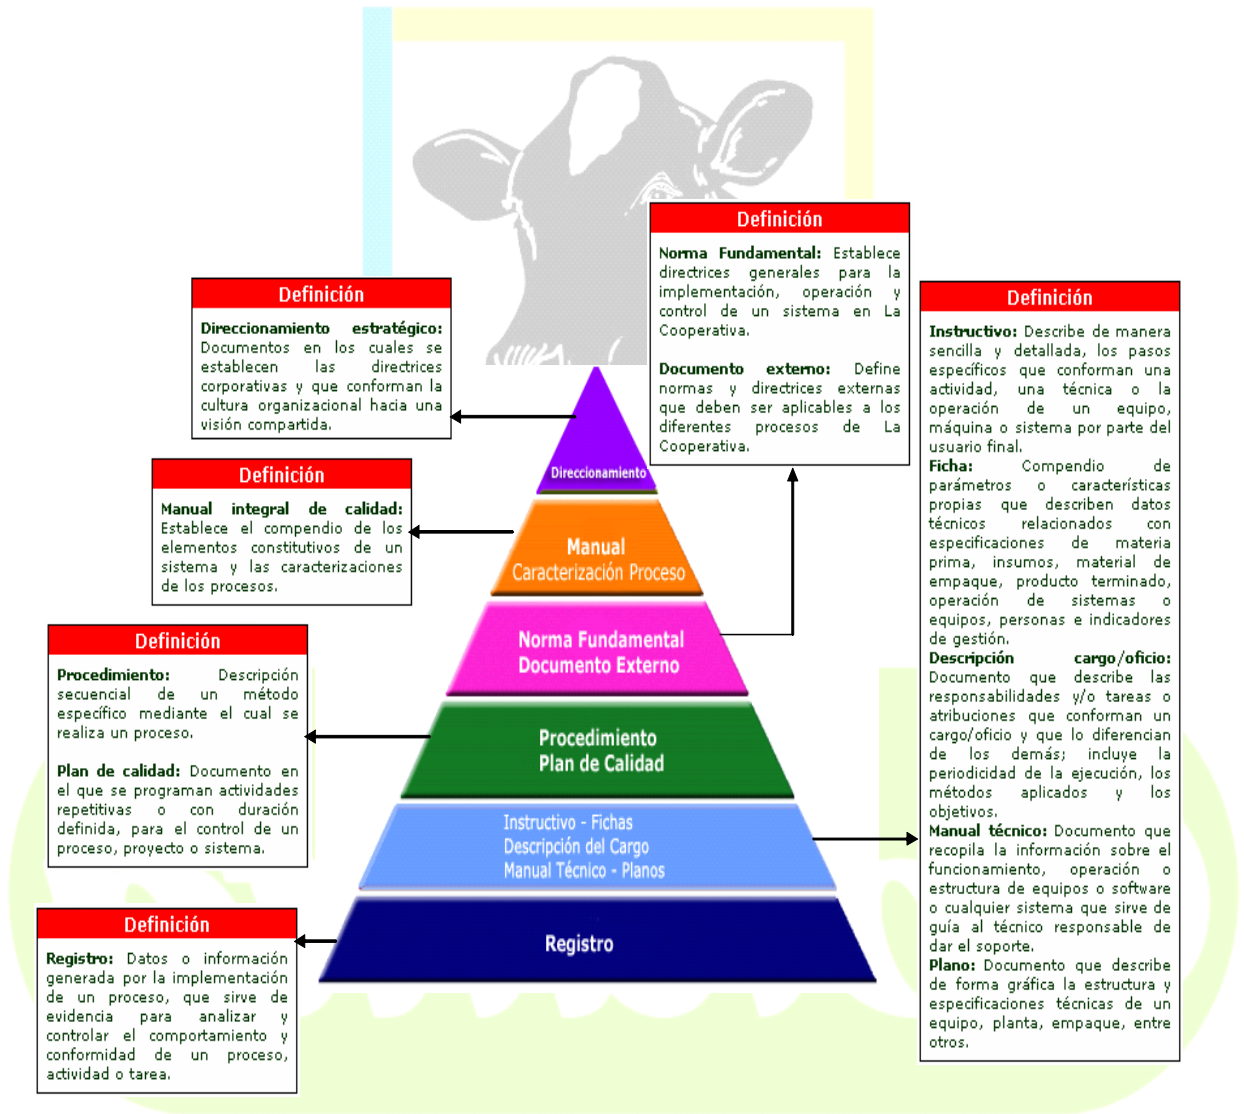 Definición
Norma Fundamental: Establece
directrices generales para la
implementación, operación y
control de un sistema en La
Cooperativa.
Documento externo: Define
normas y directrices externas
que deben ser aplicables a los
diferentes procesos de La
Cooperativa.
Definición
Direccionamiento estratégico:
Documentos en los cuales se
establecen las directrices
corporativas y que conforman la
cultura organizacional hacia una
visión compartida.
Definición
Instructivo: Describe de manera
sencilla y detallada, los pasos
específicos que conforman una
actividad, una técnica o la
operación de un equipo,
máquina o sistema por parte del
usuario final.
Ficha: Compendio de
parámetros o características
propias que describen datos
técnicos relacionados con
especificaciones de materia
prima, insumos, material de
empaque, producto terminado,
operación de sistemas o
equipos, personas e indicadores
de gestión.
Descripción cargo/oficio:
Documento que describe las
responsabilidades y/o tareas o
atribuciones que conforman un
cargo/oficio y que lo diferencian
de los demás; incluye la
periodicidad de la ejecución, los
métodos aplicados y los
objetivos.
Manual técnico: Documento que
recopila la información sobre el
funcionamiento, operación o
estructura de equipos o software
o cualquier sistema que sirve de
guía al técnico responsable de
dar el soporte.
Plano: Documento que describe
de forma gráfica la estructura y
especificaciones técnicas de un
equipo, planta, empaque, entre
otros.
Definición
Manual integral de calidad:
Establece el compendio de los
elementos constitutivos de un
sistema y las caracterizaciones
de los procesos.
Definición
Procedimiento: Descripción
secuencial de un método
específico mediante el cual se
realiza un proceso.
Plan de calidad: Documento en
el que se programan actividades
repetitivas o con duración
definida, para el control de un
proceso, proyecto o sistema.
Definición
Registro: Datos o información
generada por la implementación
de un proceso, que sirve de
evidencia para analizar y
controlar el comportamiento y
conformidad de un proceso,
actividad o tarea.
Direccionamiento
Manual
Caracterización Proceso
Norma Fundamental
Documento Externo
Procedimiento
Plan de Calidad
Instructivo - Fichas
Descripción del Cargo
Manual Técnico - Planos
Registro